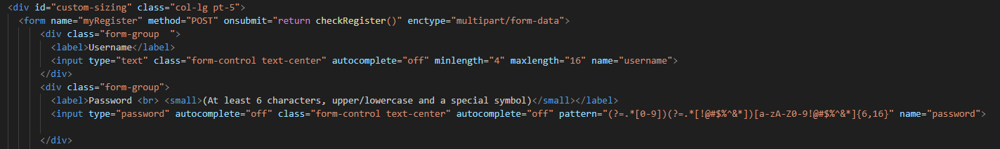 <div id="custom-sizing" class="col-lg pt-5">
<form name="myRegister" method="POST" onsubmit="return checkRegister()" enctype="multipart/form-data">
<div class="form-group  ">
<label>Username</label>
<input type="text" class="form-control text-center" autocomplete="off" minlength="4" maxlength="16" name="username">
</div>
<div class="form-group">
<label>Password <br> <small>(At least 6 characters, upper/lowercase and a special symbol)</small></label>
<input type="password" autocomplete="off" class="form-control text-center" autocomplete="off" pattern="(?=.*[0-9])(?=.*[!@#$%^&*])[a-zA-Z0-9!@#$%^&*]{6,16}" name="password">
</div>